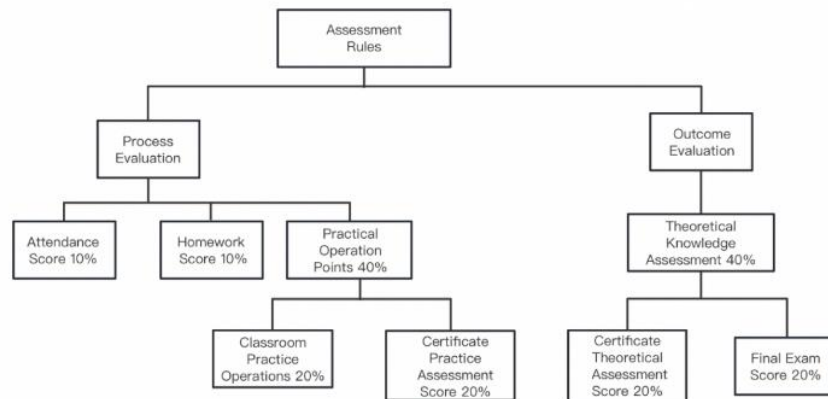 Assessment
Rules
Process
Evaluation
Outcome
Evaluation
Attendance
Score 10%
Homework
Score 10%
Practical
Operation
Points 40%
Theoretical
Knowledge
Assessment 40%
Classroom
Practice
Operations 20%
Certificate
Practice
Assessment
Score 20%
Certificate
Theoretical
Assessment
Score 20%
Final Exam
Score 20%